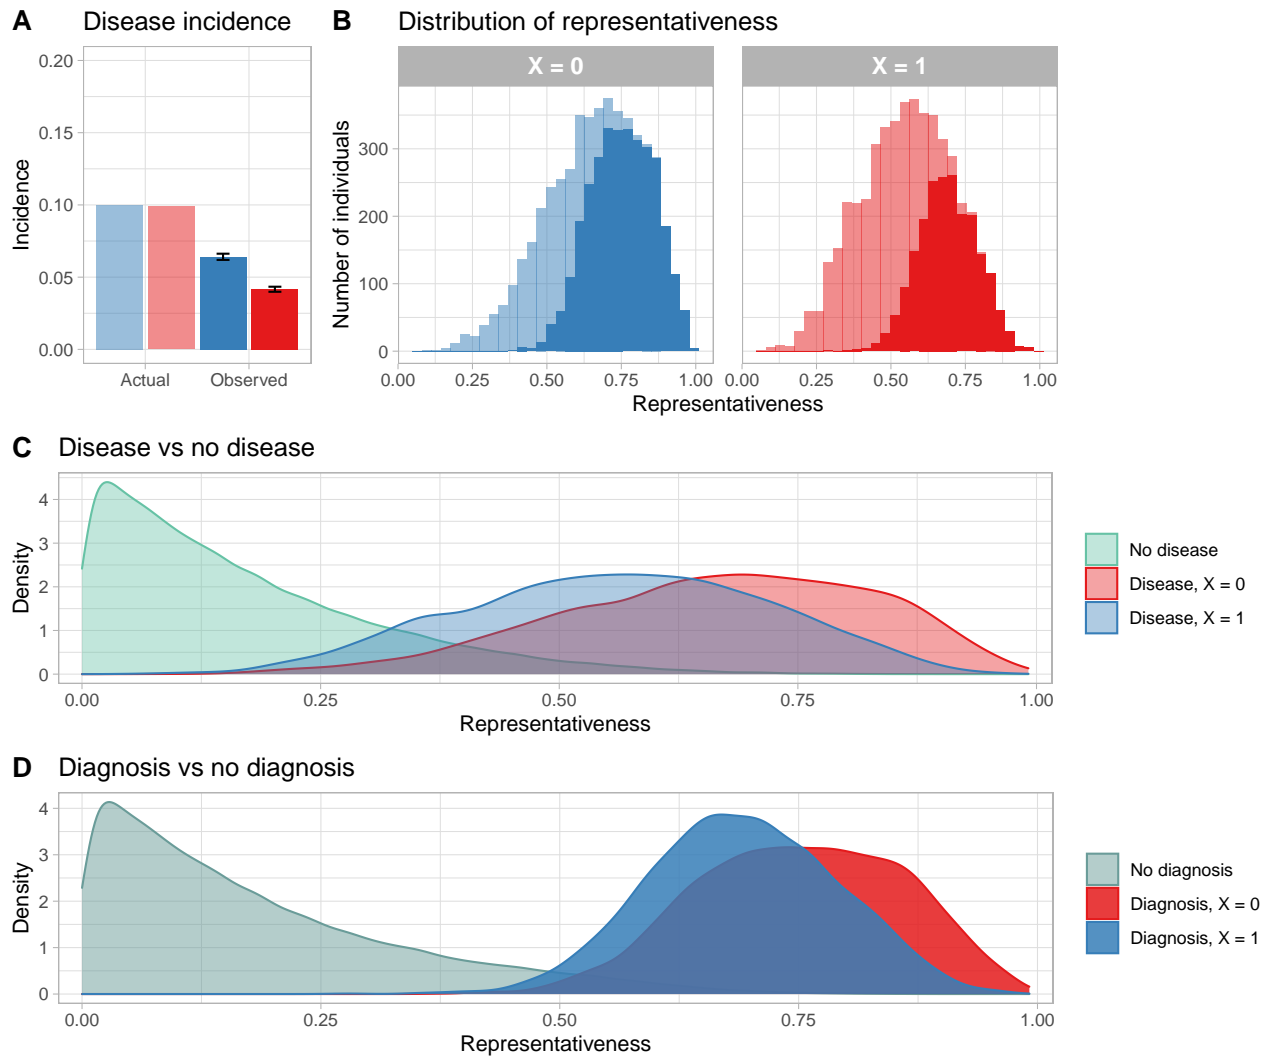 A Disease incidence
B Distribution of representativeness
X = 0
X = 1
0.20
0.15
0.10
0.05
0.00
Incidence
Actual Observed
Number of individuals
300
200
100
0
0.00 0.25 0.50 0.75 1.00
0.00 0.25 0.50 0.75 1.00
Representativeness
C Disease vs no disease
Density
4
3
2
1
0
0.00 0.25 0.50 0.75 1.00
Representativeness
No disease
Disease, X = 0
Disease, X = 1
D Diagnosis vs no diagnosis
Density
4
3
2
1
0
0.00 0.25 0.50 0.75 1.00
Representativeness
No diagnosis
Diagnosis, X = 0
Diagnosis, X = 1